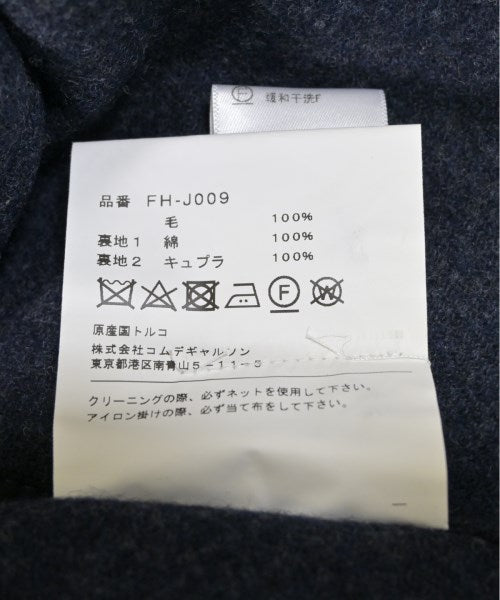 Ⓕ 缓和干洗F
品番 FH-J009
毛 100%
裏地1 綿 100%
裏地2 キュプラ 100%
F W
原産国トルコ
株式会社コムデギャルソン
東京都港区南青山5-11-5
クリーニングの際、必ずネットを使用して下さい。
アイロン掛けの際、必ず当て布をして下さい。